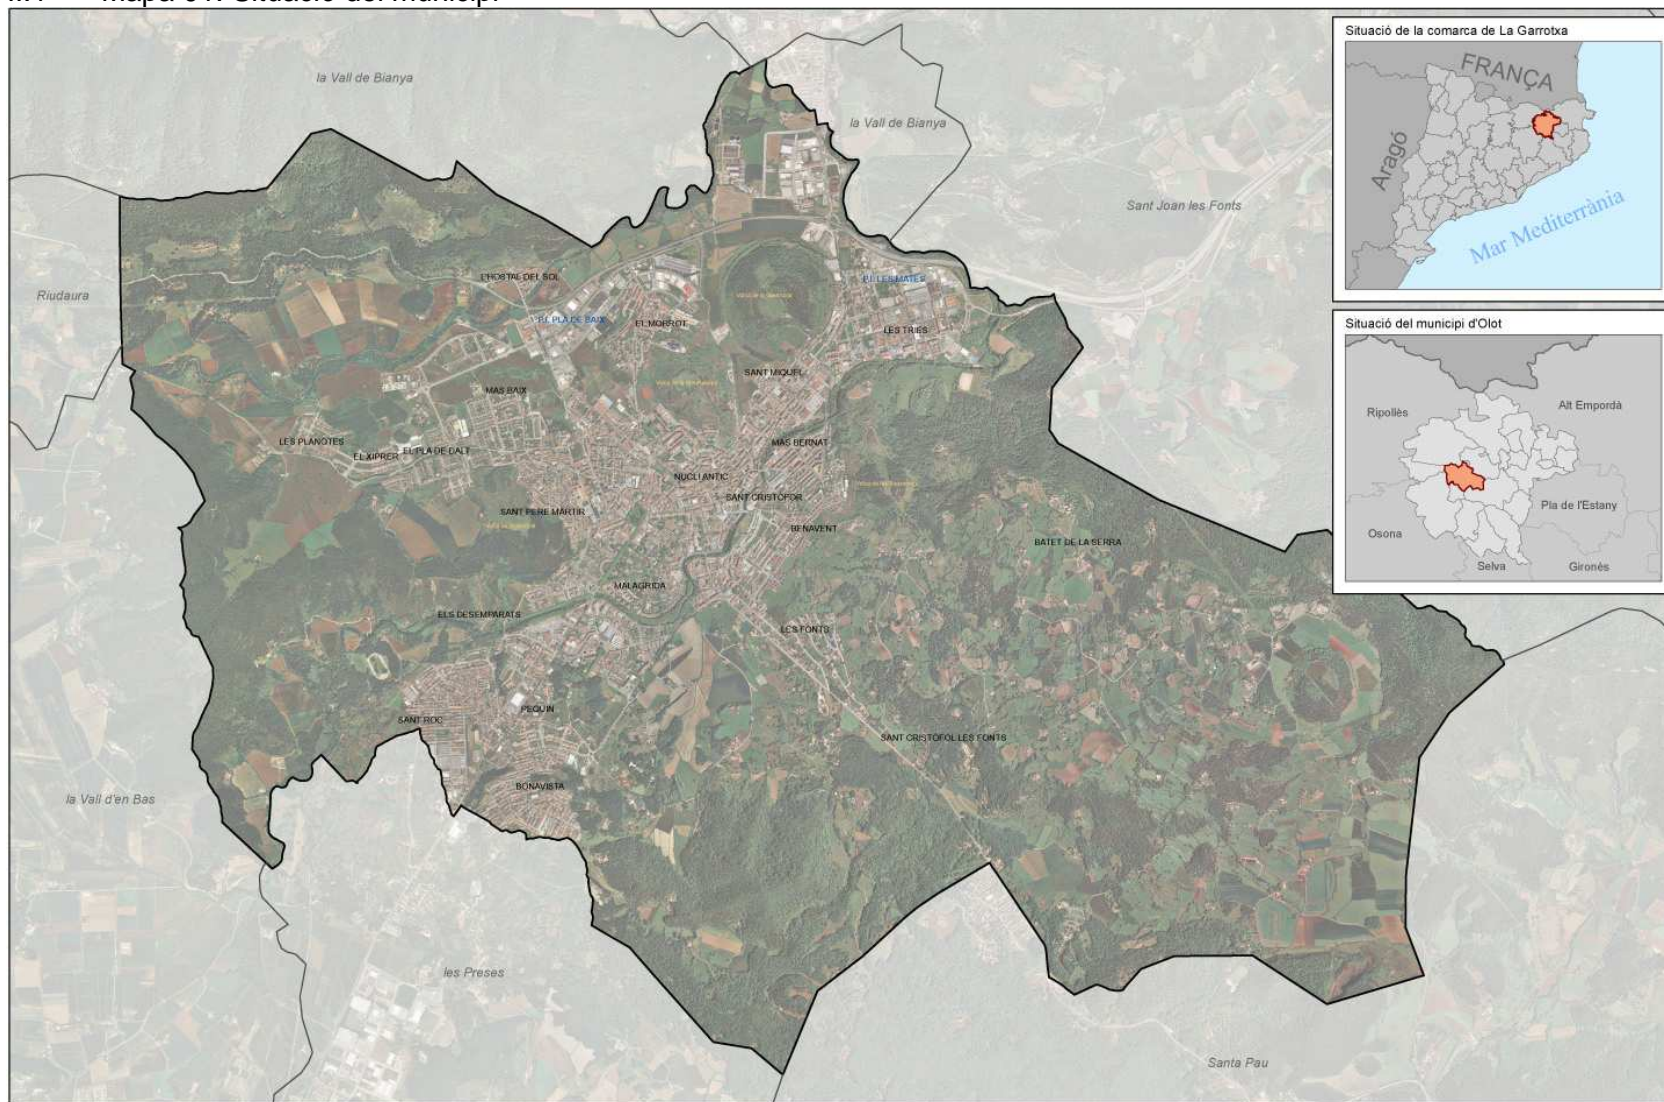 Situació del municipi
la Vall de Bianya
la Vall de Bianya
Sant Joan les Fonts
Riudaura
L'HOSTAL DEL SOL
P.I. PLA DE BAIX
EL MORROT
P.I. LES MATES
LES TRIES
SANT MIQUEL
MAS BAIX
LES PLANOTES
EL XIPRER
EL PLA DE DALT
MAS BERNAT
NUCLI ANTIC
SANT CRISTÒFOR
SANT PERE MÀRTIR
BENAVENT
BATET DE LA SERRA
MALAGRIDA
ELS DESEMPARATS
LES FONTS
SANT ROC
PEQUIN
SANT CRISTÒFOL LES FONTS
BONAVISTA
la Vall d'en Bas
les Preses
Santa Pau
Situació de la comarca de La Garrotxa
FRANÇA
Aragó
Mar Mediterrània
Situació del municipi d'Olot
Ripollès
Alt Empordà
Pla de l'Estany
Osona
Selva
Gironès